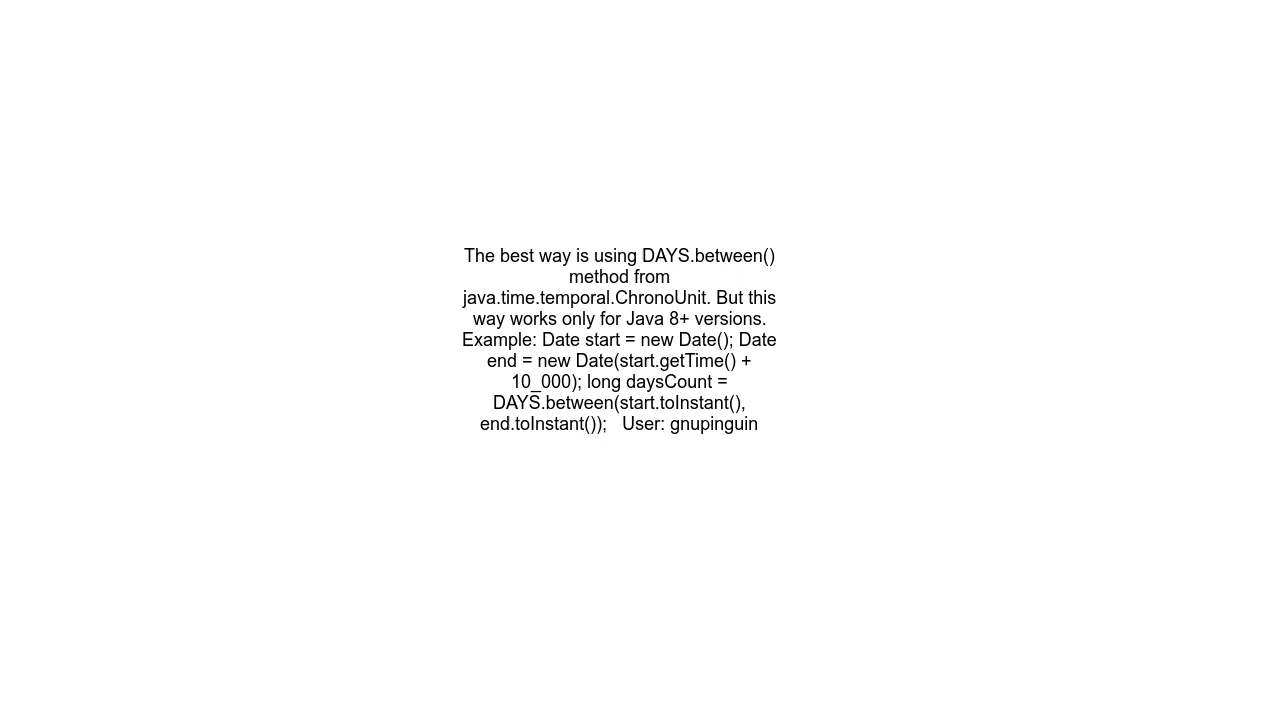 The best way is using DAYS.between()
method from
java.time.temporal.ChronoUnit. But this
way works only for Java 8+ versions.
Example: Date start = new Date(); Date
end = new Date(start.getTime() +
10_000); long daysCount =
DAYS.between(start.toInstant(),
end.toInstant());   User: gnupinguin